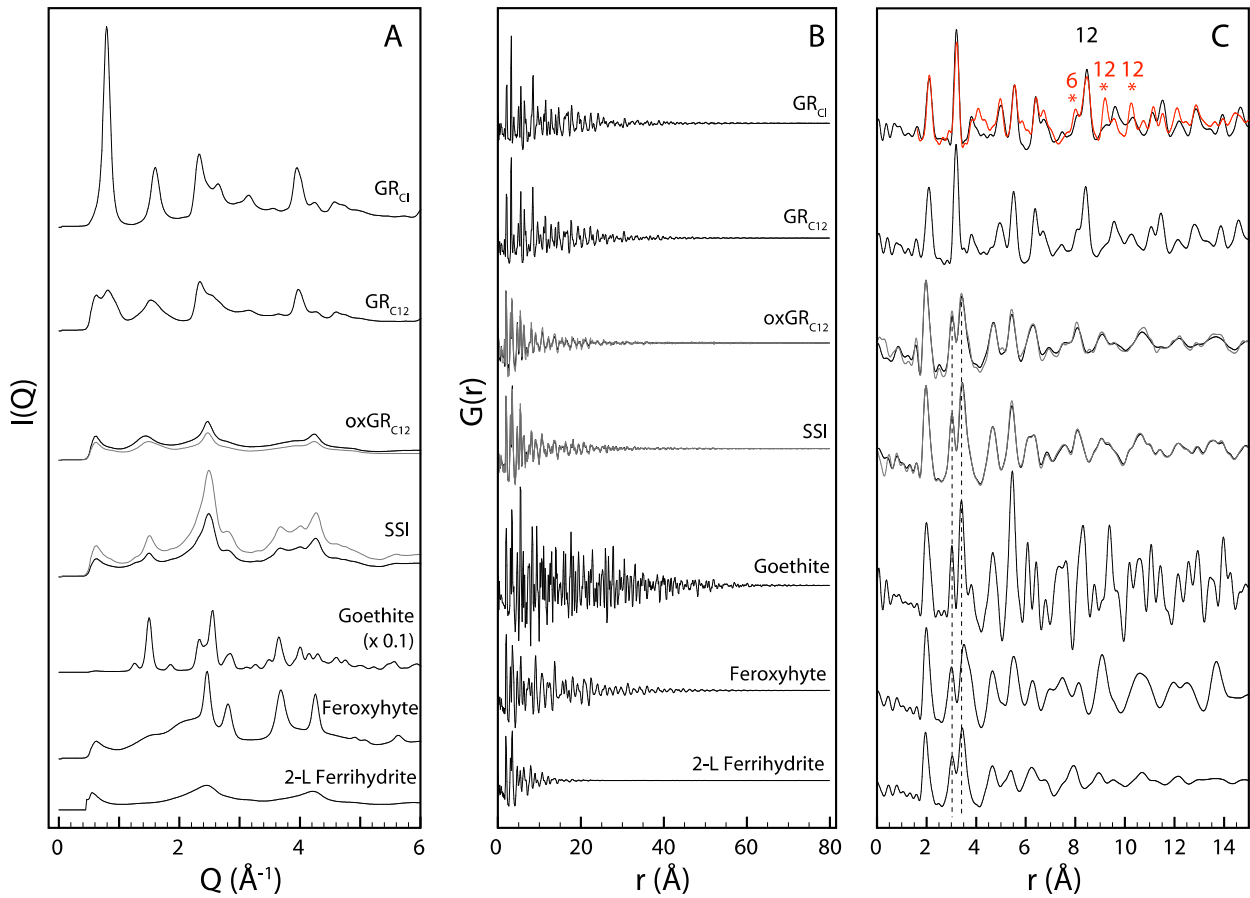 A
I(Q)
GRCl
GRC12
oxGRC12
SSI
Goethite
(x 0.1)
Feroxyhyte
2-L Ferrihydrite
0 2 4 6
Q (Å-1)
B
G(r)
GRCl
GRC12
oxGRC12
SSI
Goethite
Feroxyhyte
2-L Ferrihydrite
0 20 40 60 80
r (Å)
C
12
6 12 12
* * *
0 2 4 6 8 10 12 14
r (Å)